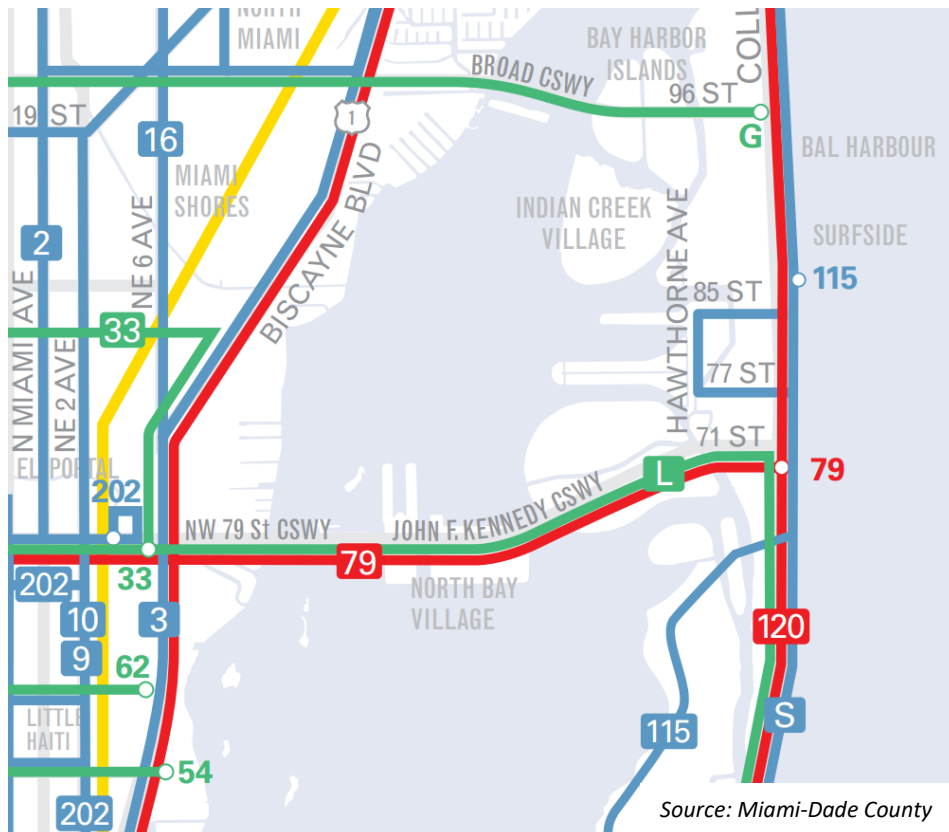 NORTH
MIAMI
BAY HARBOR
ISLANDS
COLL
BROAD CSWY
96 ST
1
G
19 ST
16
BAL HARBOUR
MIAMI
SHORES
BISCAYNE BLVD
INDIAN CREEK
VILLAGE
HAWTHORNE AVE
SURFSIDE
2
NE 6 AVE
115
85 ST
33
N MIAMI AVE
NE 2 AVE
77 ST
71 ST
EL PORTAL
79
L
202
NW 79 St CSWY
JOHN F. KENNEDY CSWY
79
33
202
NORTH BAY
VILLAGE
10
3
120
9
62
LITTLE
HAITI
S
115
54
202
Source: Miami-Dade County